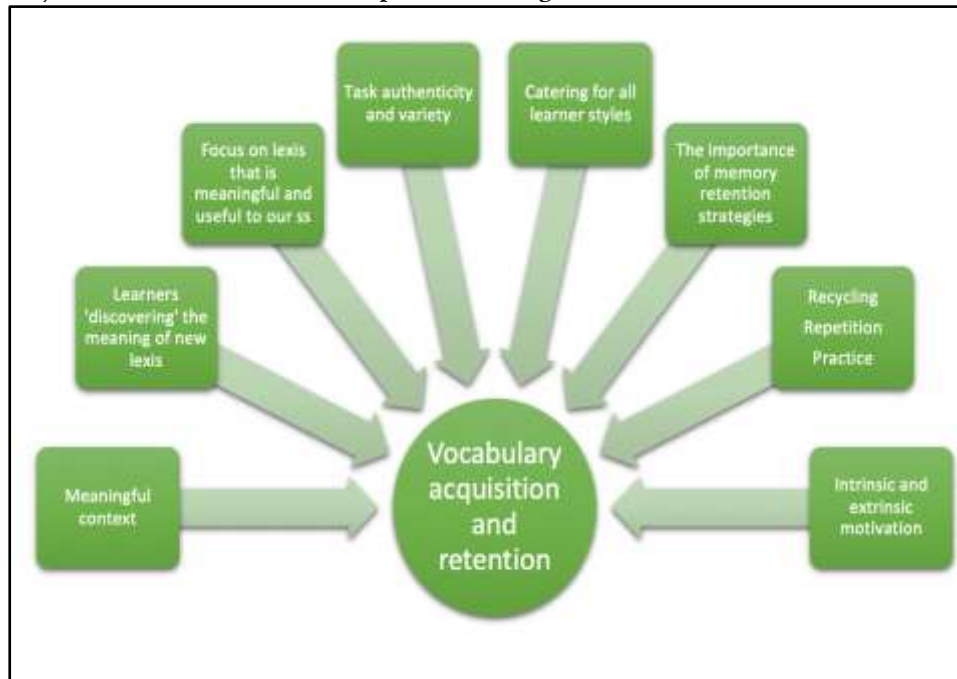 Meaningful
context
Learners
'discovering' the
meaning of new
lexis
Focus on lexis
that is
meaningful and
useful to our ss
Task authenticity
and variety
Catering for all
learner styles
The importance
of memory
retention
strategies
Recycling
Repetition
Practice
Intrinsic and
extrinsic
motivation
Vocabulary
acquisition
and
retention